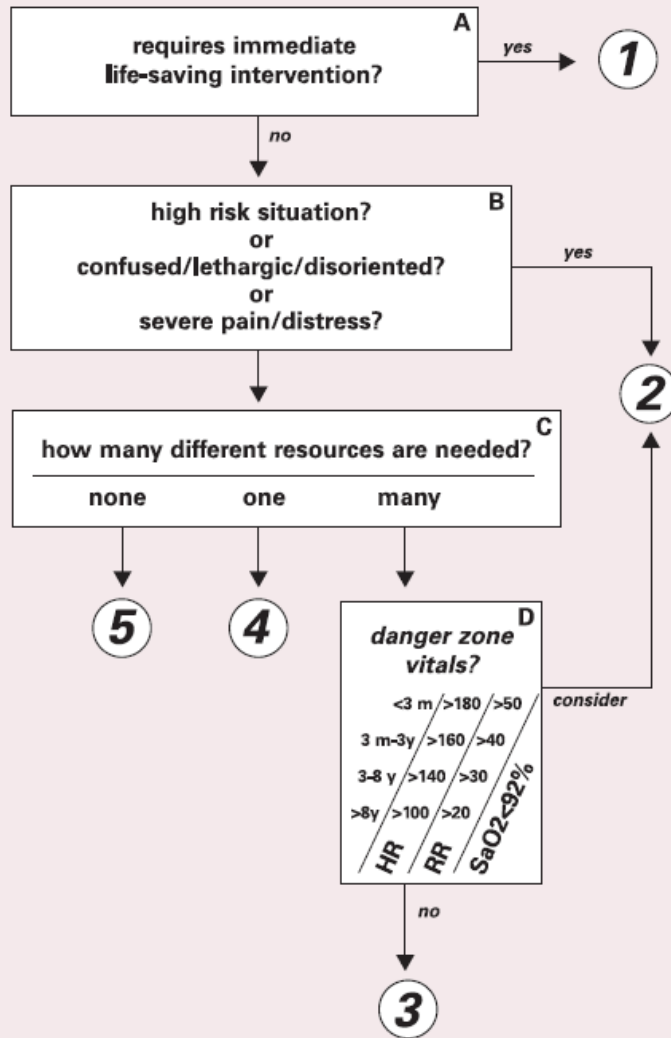 A
requires immediate
life-saving intervention?
yes
1
no
B
high risk situation?
or
confused/lethargic/disoriented?
or
severe pain/distress?
yes
2
C
how many different resources are needed?
none one many
5
4
D
danger zone
vitals?
<3 m >180 >50
3 m-3y >160 >40
3-8 y >140 >30
>8y >100 >20
HR RR SaO2<92%
consider
no
3